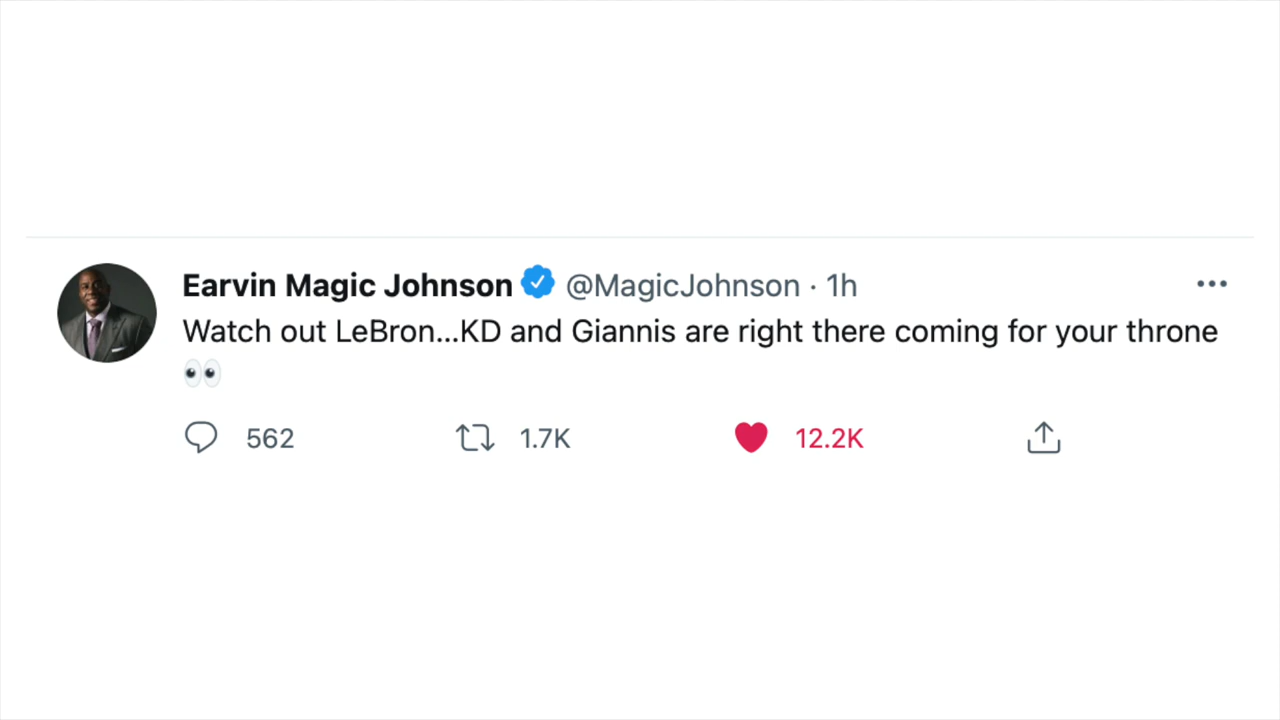 Earvin Magic Johnson @MagicJohnson · 1h
Watch out LeBron...KD and Giannis are right there coming for your throne
👀
562 1.7K 12.2K